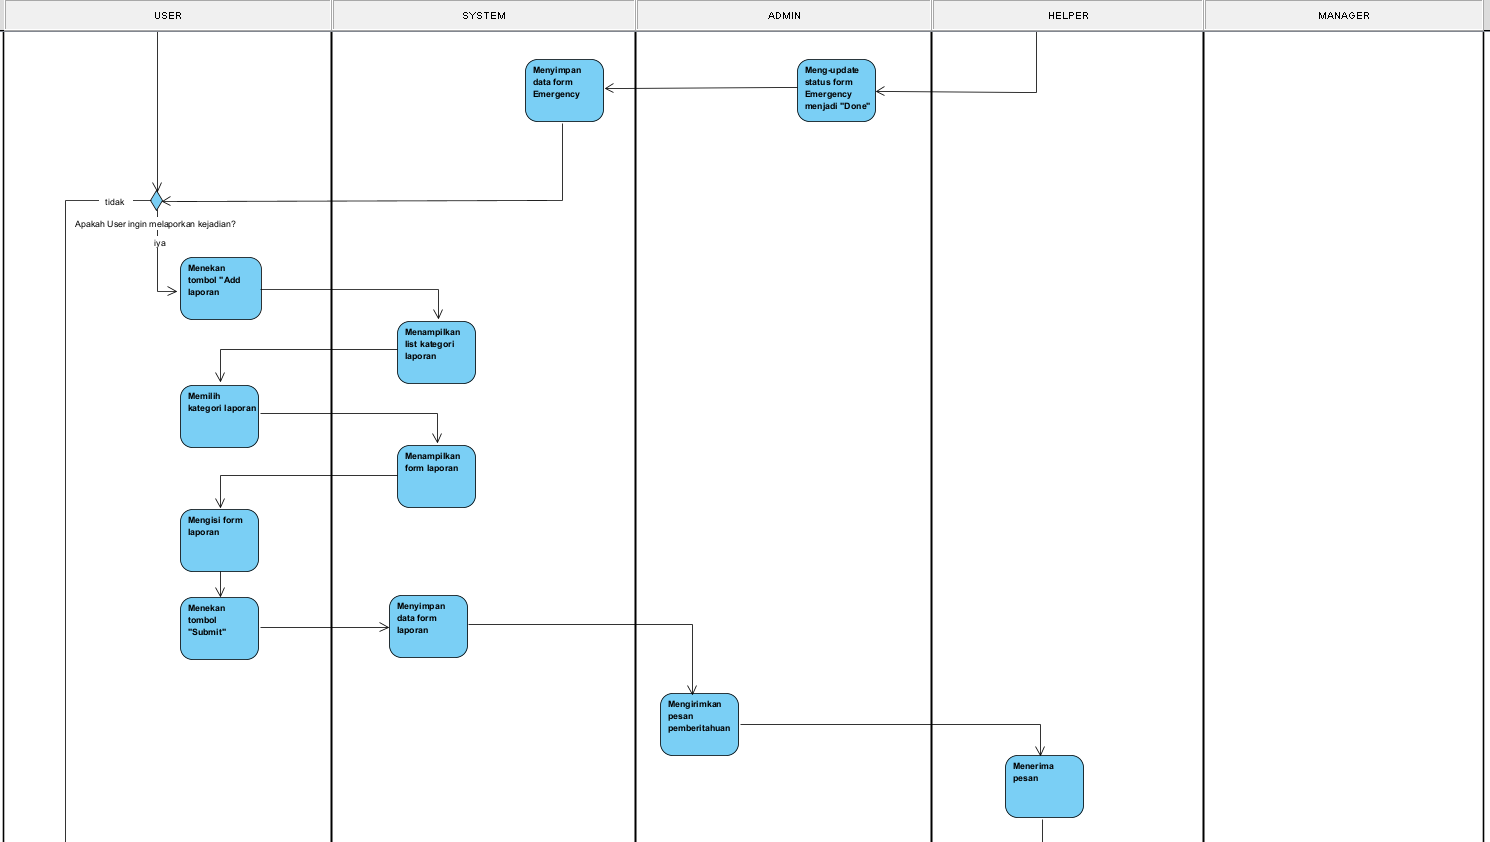 USER
SYSTEM
ADMIN
HELPER
MANAGER
Menyimpan
data form
Emergency
Meng-update
status form
Emergency
menjadi "Done"
tidak
Apakah User ingin melaporkan kejadian?
iya
Menekan
tombol "Add
laporan
Menampilkan
list kategori
laporan
Memilih
kategori laporan
Menampilkan
form laporan
Mengisi form
laporan
Menekan
tombol
"Submit"
Menyimpan
data form
laporan
Mengirimkan
pesan
pemberitahuan
Menerima
pesan